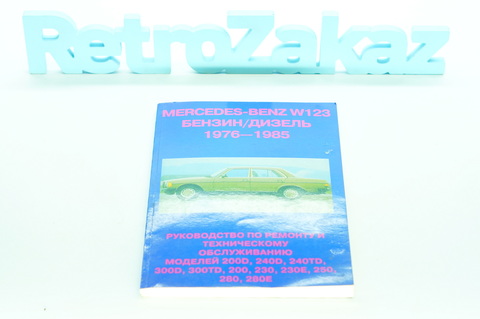 RetroZakaz
MERCEDES-BENZ W123
БЕНЗИН/ДИЗЕЛЬ
1976—1985
РУКОВОДСТВО ПО РЕМОНТУ И
ТЕХНИЧЕСКОМУ
ОБСЛУЖИВАНИЮ
МОДЕЛЕЙ 200D, 240D, 240TD,
300D, 300TD, 200, 230, 230E, 250,
280, 280E